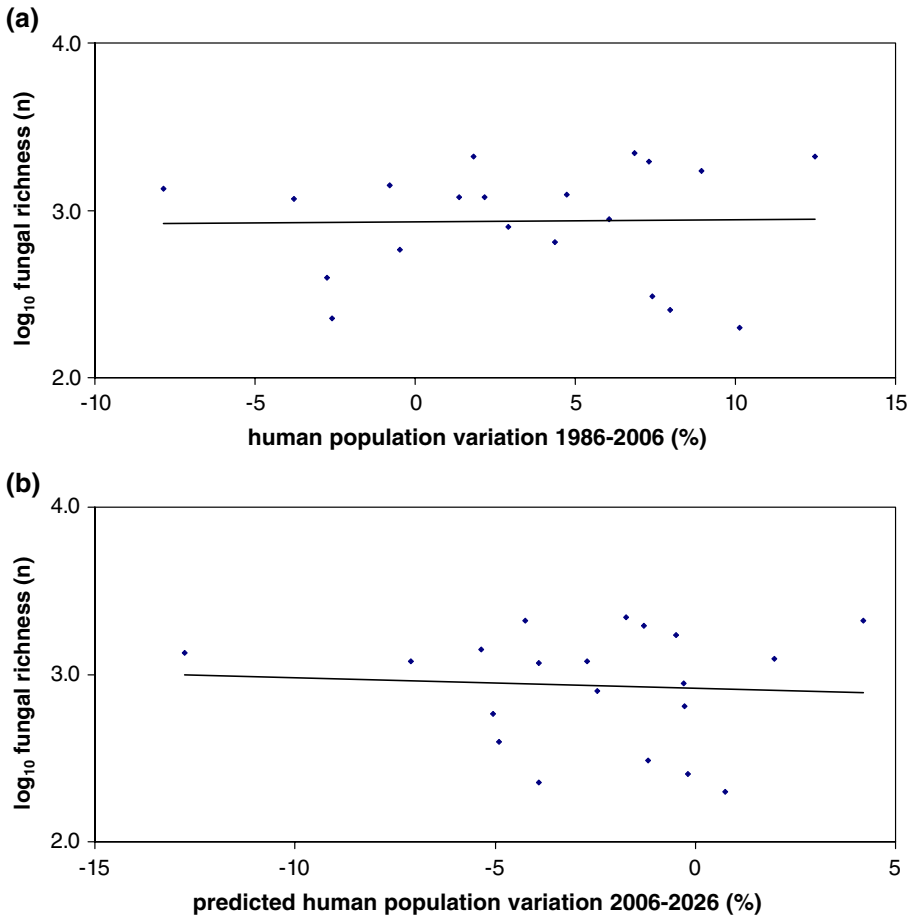 (a)
4.0
3.0
2.0
log₁₀ fungal richness (n)
-10 -5 0 5 10 15
human population variation 1986-2006 (%)
(b)
4.0
3.0
2.0
log₁₀ fungal richness (n)
-15 -10 -5 0 5
predicted human population variation 2006-2026 (%)